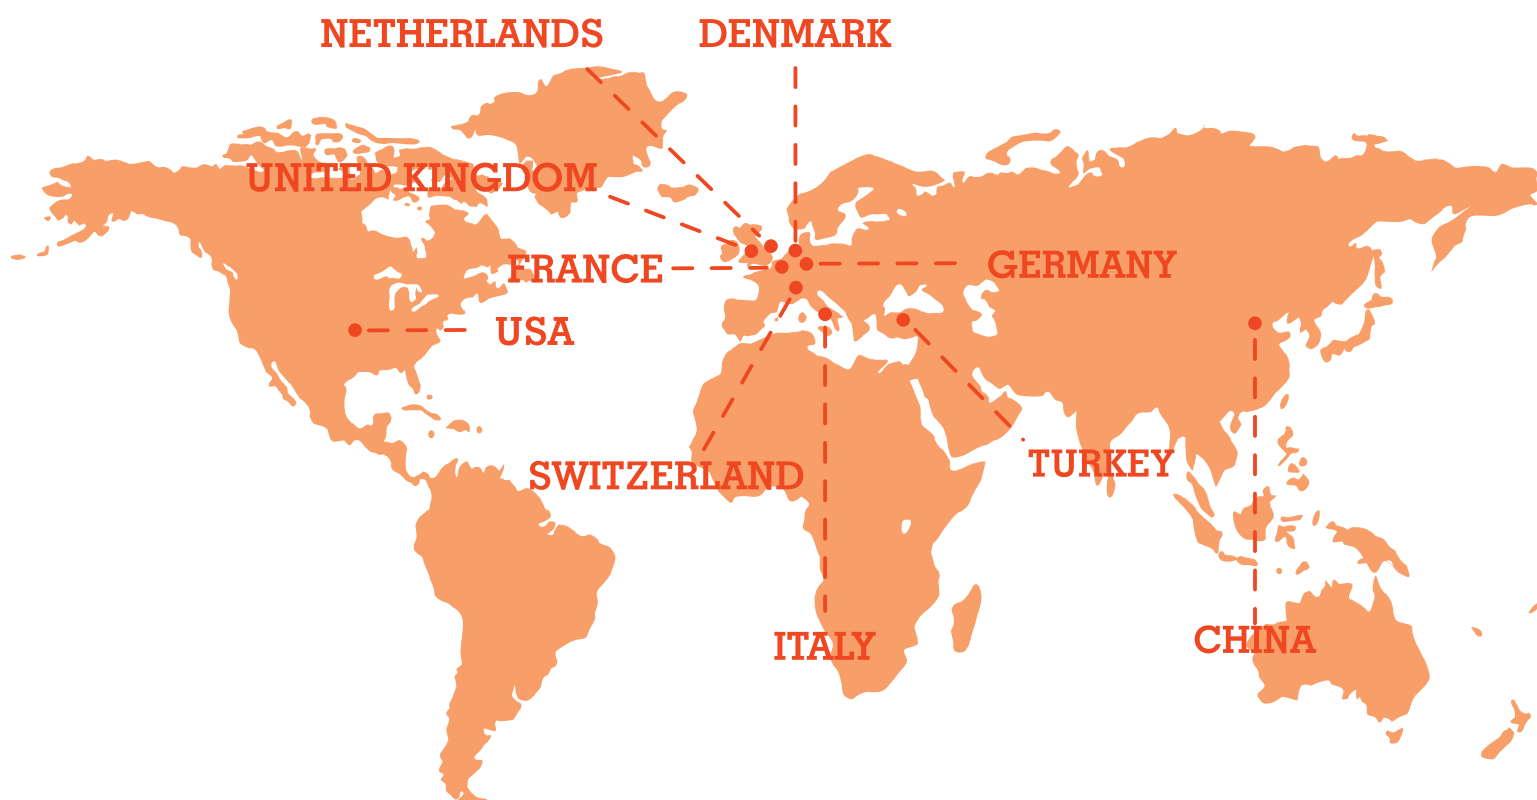 NETHERLANDS
DENMARK
UNITED KINGDOM
FRANCE
GERMANY
USA
SWITZERLAND
TURKEY
ITALY
CHINA